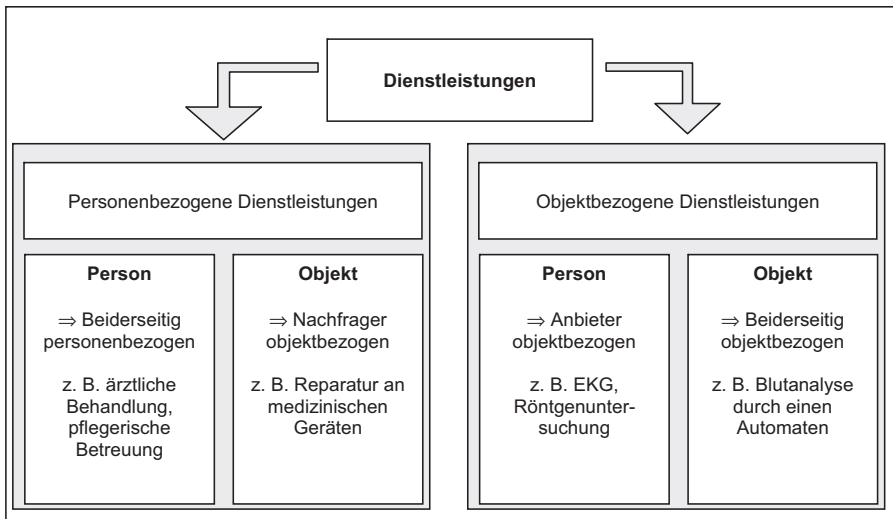 Dienstleistungen
Personenbezogene Dienstleistungen
Person
⇒ Beiderseitig
personenbezogen
z. B. ärztliche
Behandlung,
pflegerische
Betreuung
Objekt
⇒ Nachfrager
objektbezogen
z. B. Reparatur an
medizinischen
Geräten
Objektbezogene Dienstleistungen
Person
⇒ Anbieter
objektbezogen
z. B. EKG,
Röntgenunter-
suchung
Objekt
⇒ Beiderseitig
objektbezogen
z. B. Blutanalyse
durch einen
Automaten